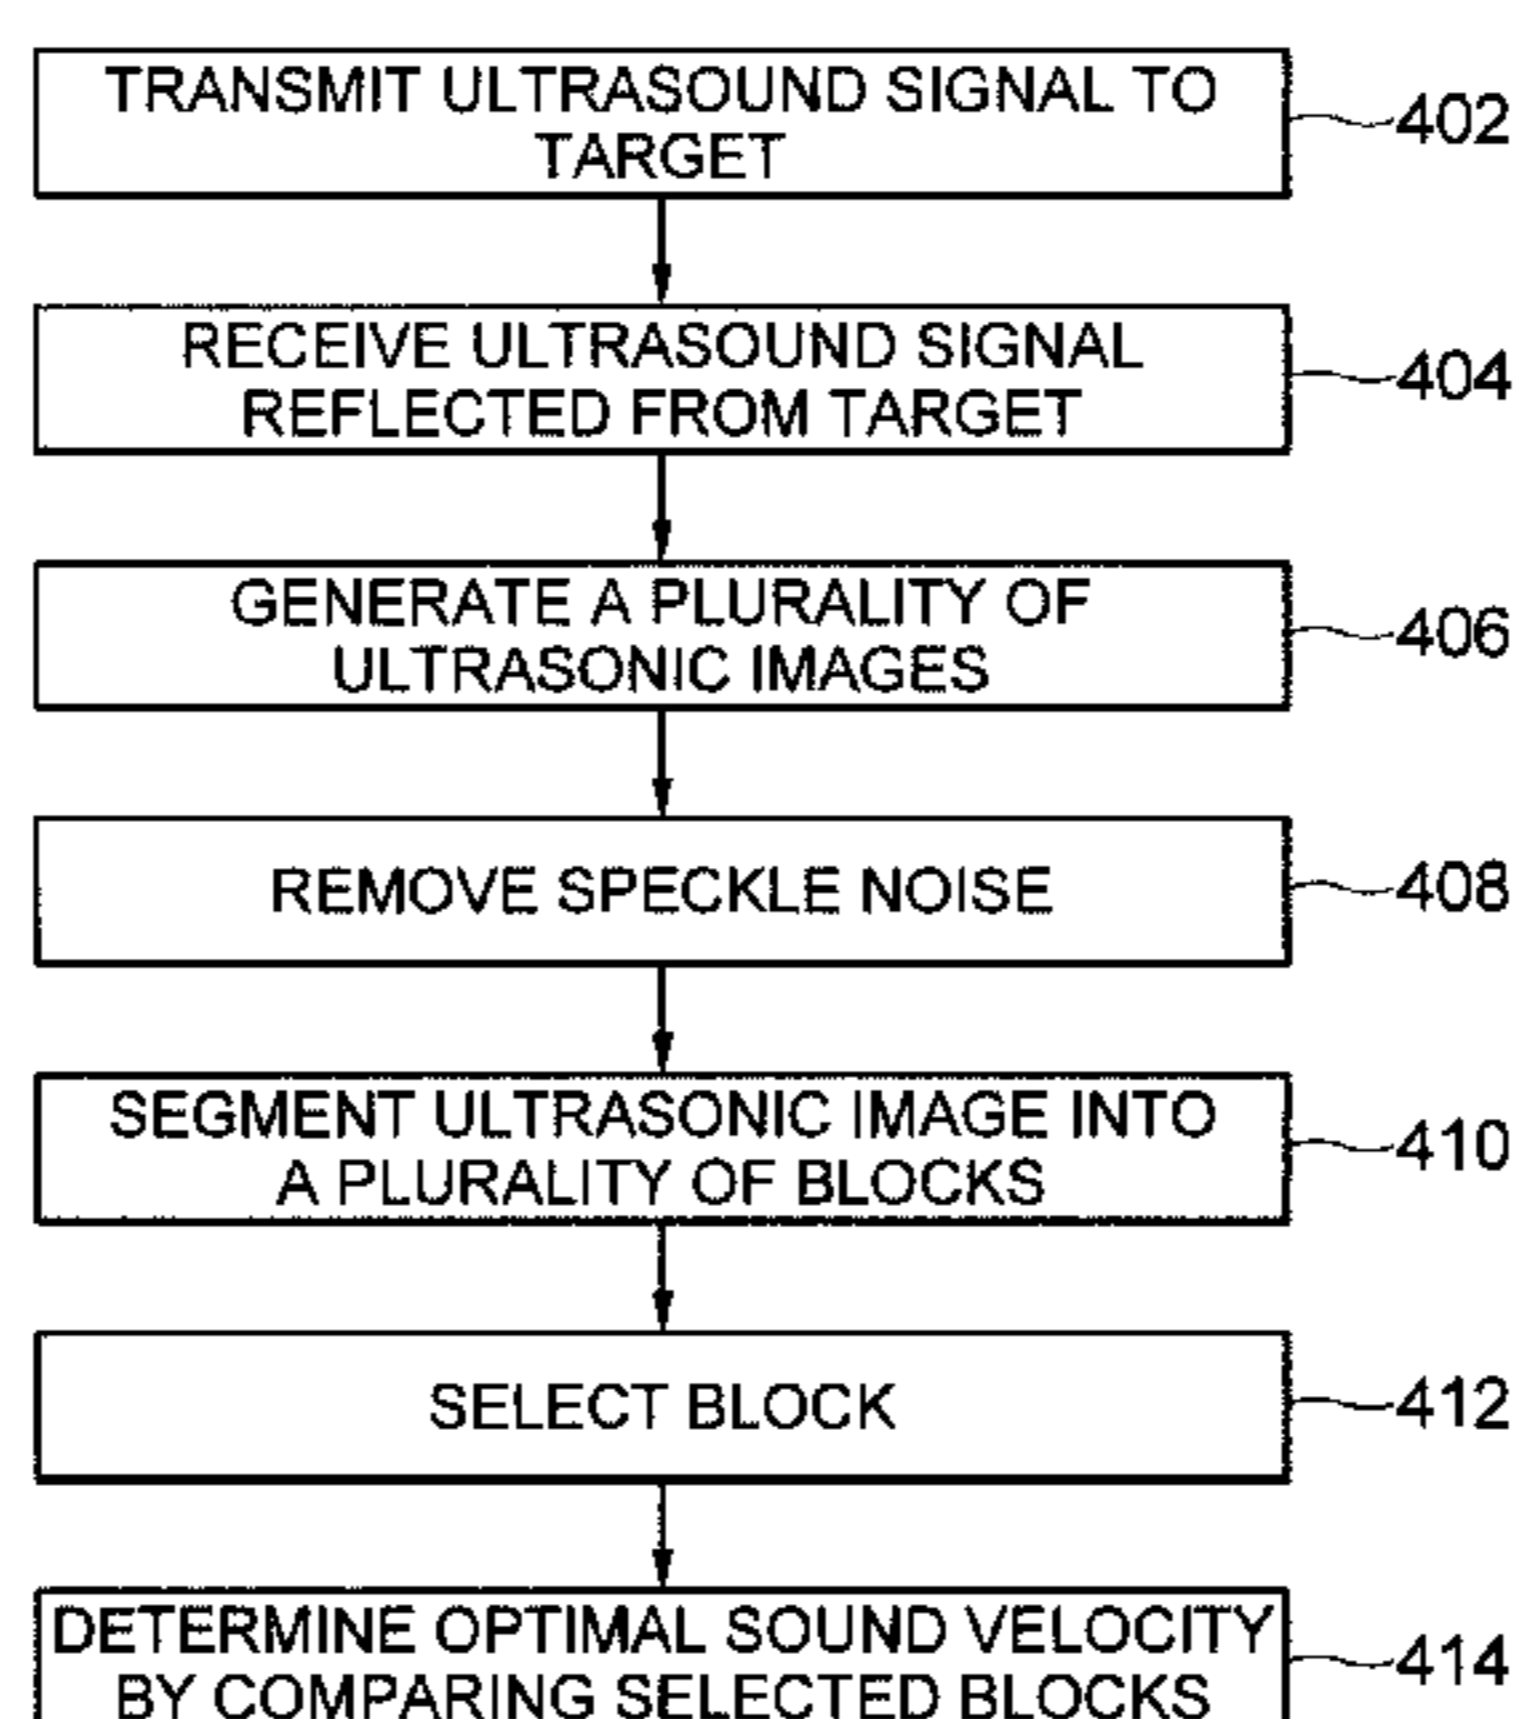 TRANSMIT ULTRASOUND SIGNAL TO
TARGET
402
RECEIVE ULTRASOUND SIGNAL
REFLECTED FROM TARGET
404
GENERATE A PLURALITY OF
ULTRASONIC IMAGES
406
REMOVE SPECKLE NOISE
408
SEGMENT ULTRASONIC IMAGE INTO
A PLURALITY OF BLOCKS
410
SELECT BLOCK
412
DETERMINE OPTIMAL SOUND VELOCITY
BY COMPARING SELECTED BLOCKS
414